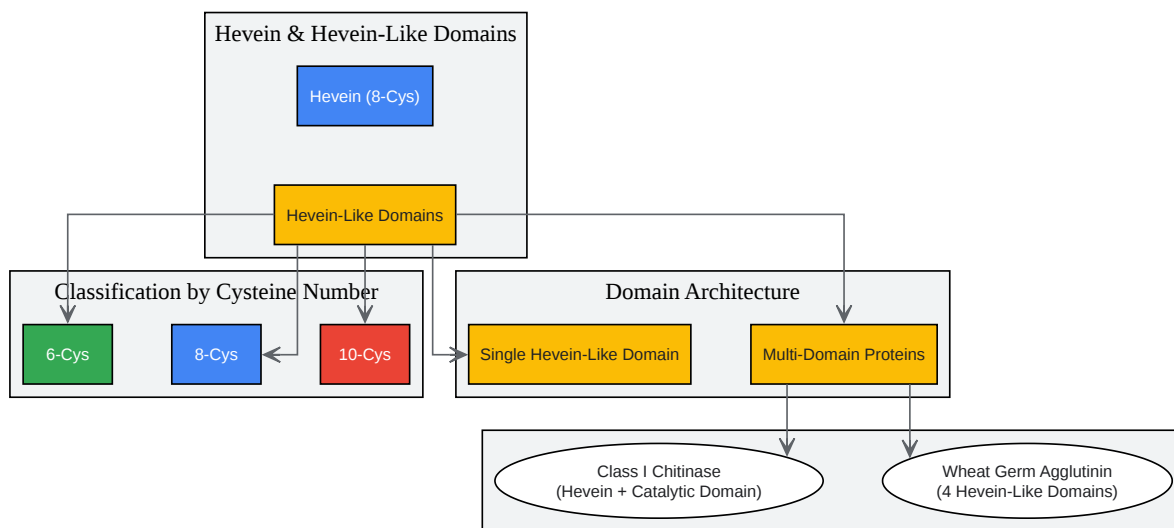 Hevein & Hevein-Like Domains
Hevein (8-Cys)
Hevein-Like Domains
Classification by Cysteine Number
6-Cys
8-Cys
10-Cys
Domain Architecture
Single Hevein-Like Domain
Multi-Domain Proteins
Class I Chitinase
(Hevein + Catalytic Domain)
Wheat Germ Agglutinin
(4 Hevein-Like Domains)